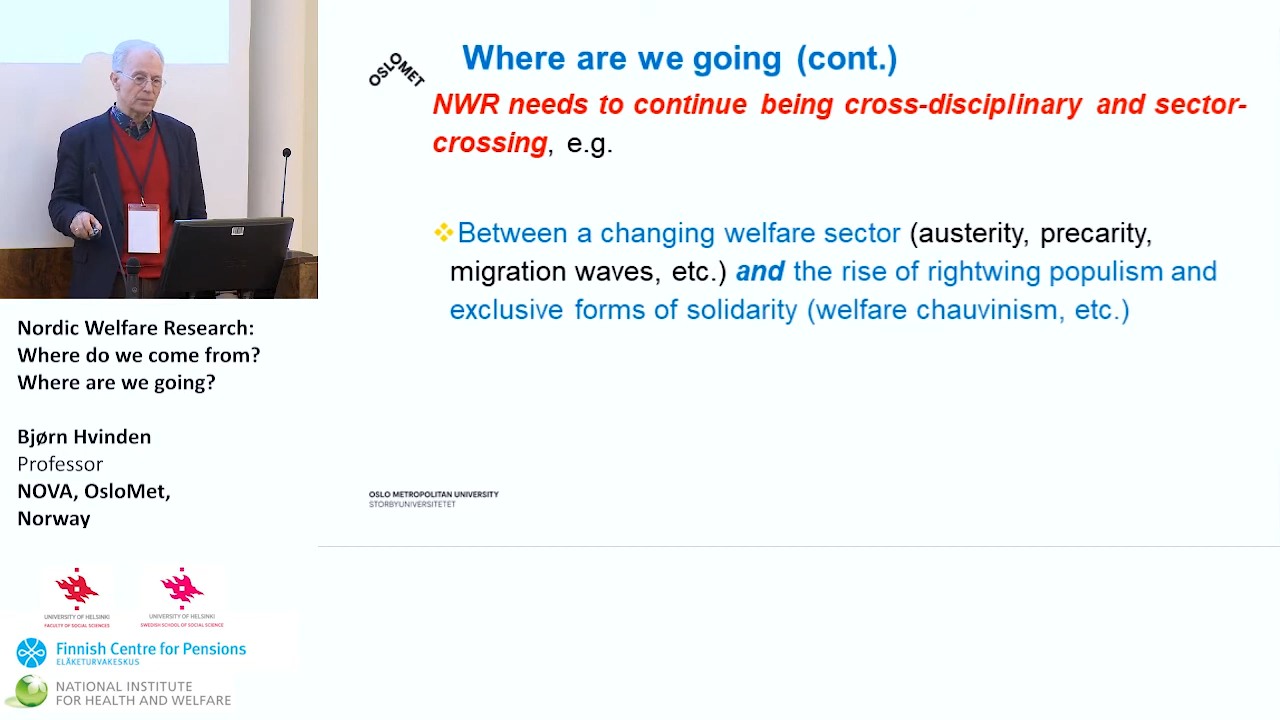 OSLOMET
Where are we going (cont.)
NWR needs to continue being cross-disciplinary and sector-
crossing, e.g.
❖Between a changing welfare sector (austerity, precarity,
migration waves, etc.) and the rise of rightwing populism and
exclusive forms of solidarity (welfare chauvinism, etc.)
OSLO METROPOLITAN UNIVERSITY
STORBYUNIVERSITETET
Nordic Welfare Research:
Where do we come from?
Where are we going?
Bjørn Hvinden
Professor
NOVA, OsloMet,
Norway
UNIVERSITY OF HELSINKI
FACULTY OF SOCIAL SCIENCES
UNIVERSITY OF HELSINKI
SWEDISH SCHOOL OF SOCIAL SCIENCE
Finnish Centre for Pensions
ELÄKETURVAKESKUS
NATIONAL INSTITUTE
FOR HEALTH AND WELFARE